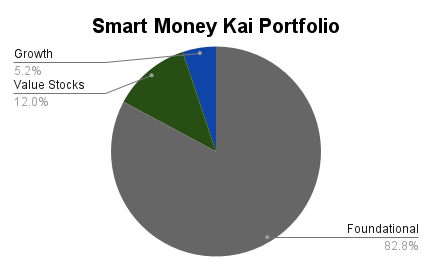 Smart Money Kai Portfolio
Growth
5.2%
Value Stocks
12.0%
Foundational
82.8%